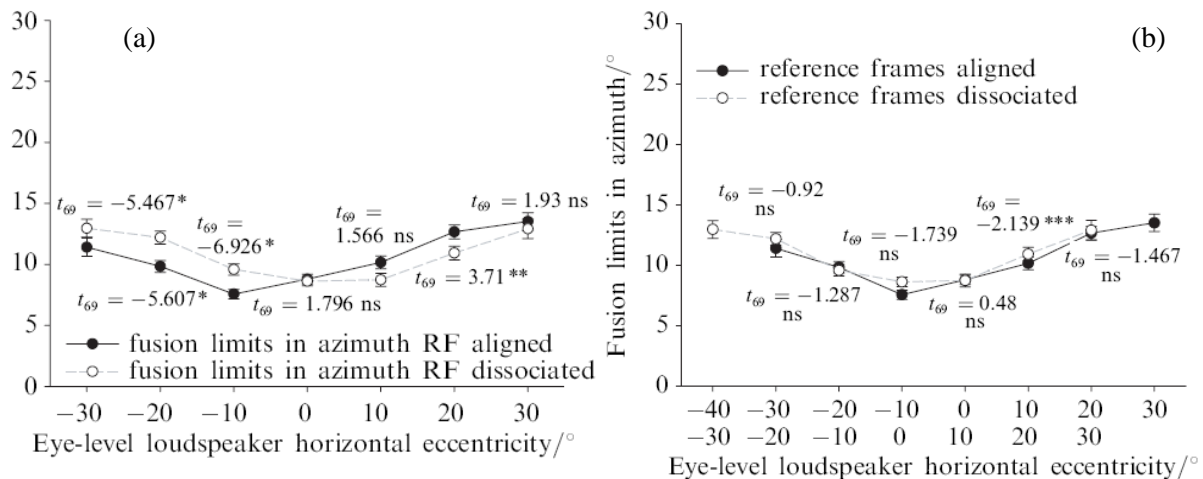 (a)
30
25
20
15
10
5
0
t69 = −5.467*
t69 =
−6.926*
t69 =
1.566 ns
t69 = 1.93 ns
t69 = −5.607*
t69 = 1.796 ns
t69 = 3.71**
fusion limits in azimuth RF aligned
fusion limits in azimuth RF dissociated
−30 −20 −10 0 10 20 30
Eye-level loudspeaker horizontal eccentricity/°
(b)
Fusion limits in azimuth/°
30
25
20
15
10
5
0
reference frames aligned
reference frames dissociated
t69 = −0.92
ns
t69 = −1.739
ns
t69 =
−2.139 ***
t69 = −1.287
ns
t69 = 0.48
ns
t69 = −1.467
ns
−40 −30 −20 −10 0 10 20 30
−30 −20 −10 0 10 20 30
Eye-level loudspeaker horizontal eccentricity/°